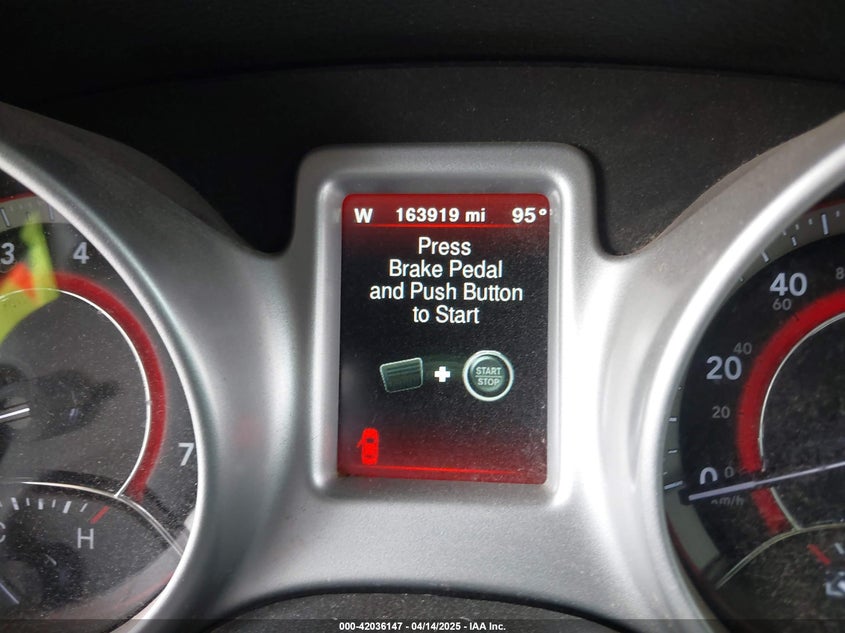 W 163919 mi 95°
Press
Brake Pedal
and Push Button
to Start
START
STOP
3 4
7
H
40
60
20
40
20
0 0
000-42036147 - 04/14/2025 - IAA Inc.